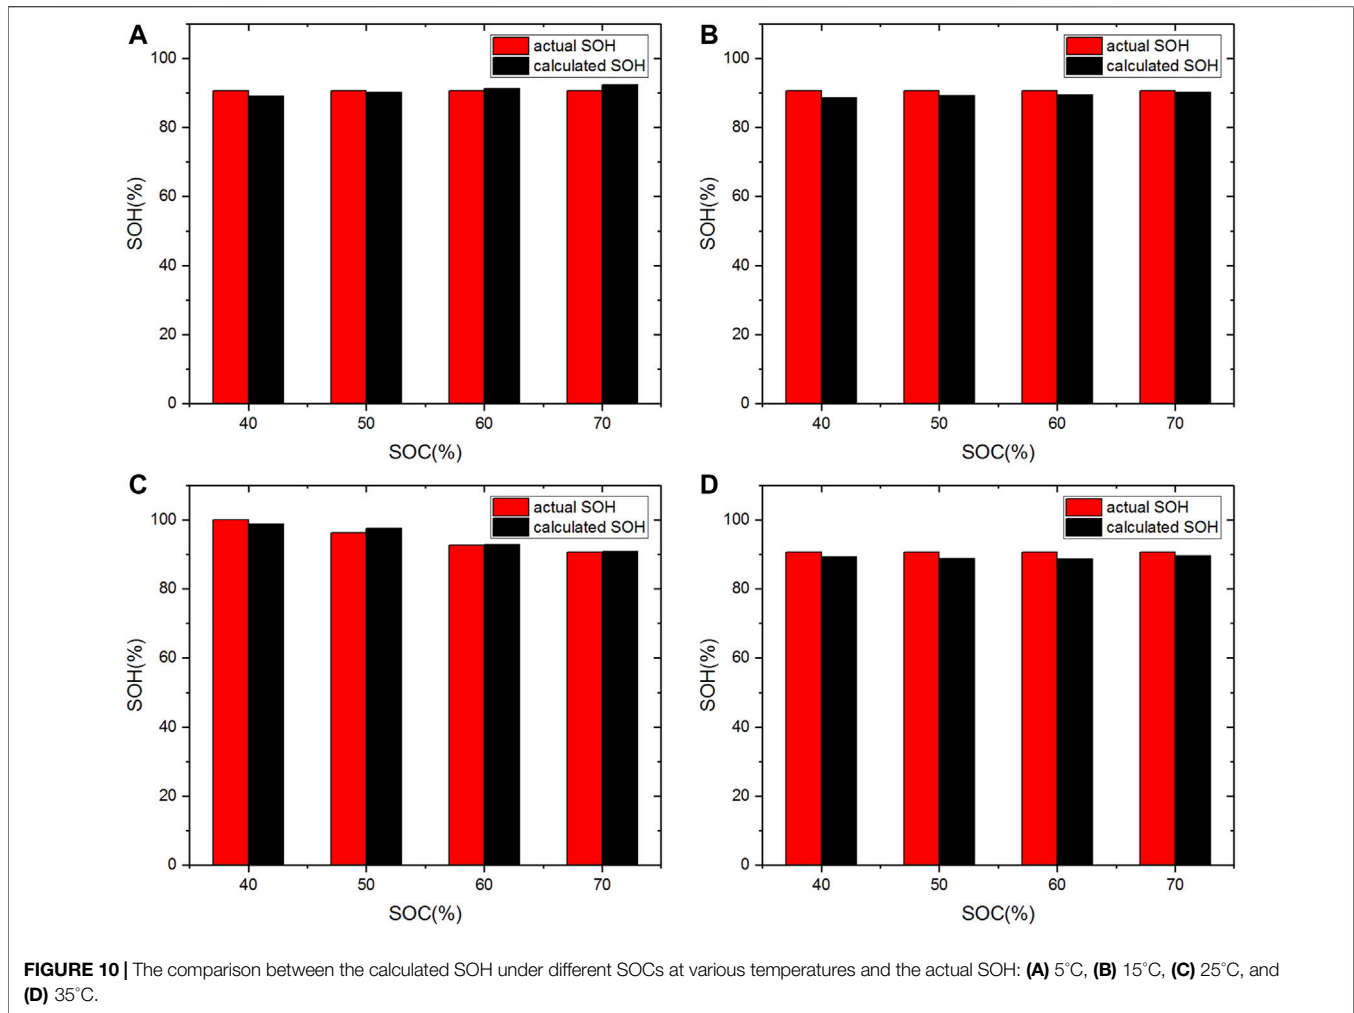 A
actual SOH
calculated SOH
100
80
60
40
20
0
SOH(%)
40 50 60 70
SOC(%)
B
actual SOH
calculated SOH
100
80
60
40
20
0
SOH(%)
40 50 60 70
SOC(%)
C
actual SOH
calculated SOH
100
80
60
40
20
0
SOH(%)
40 50 60 70
SOC(%)
D
actual SOH
calculated SOH
100
80
60
40
20
0
SOH(%)
40 50 60 70
SOC(%)
FIGURE 10 | The comparison between the calculated SOH under different SOCs at various temperatures and the actual SOH: (A) 5°C, (B) 15°C, (C) 25°C, and
(D) 35°C.